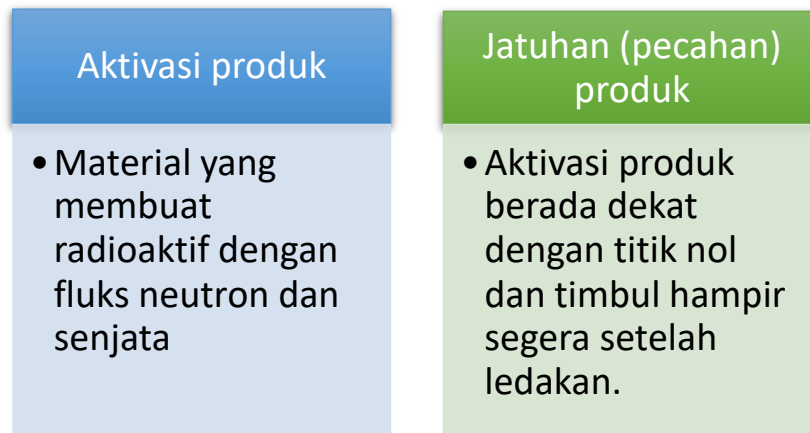 Aktivasi produk
• Material yang
membuat
radioaktif dengan
fluks neutron dan
senjata
Jatuhan (pecahan)
produk
• Aktivasi produk
berada dekat
dengan titik nol
dan timbul hampir
segera setelah
ledakan.